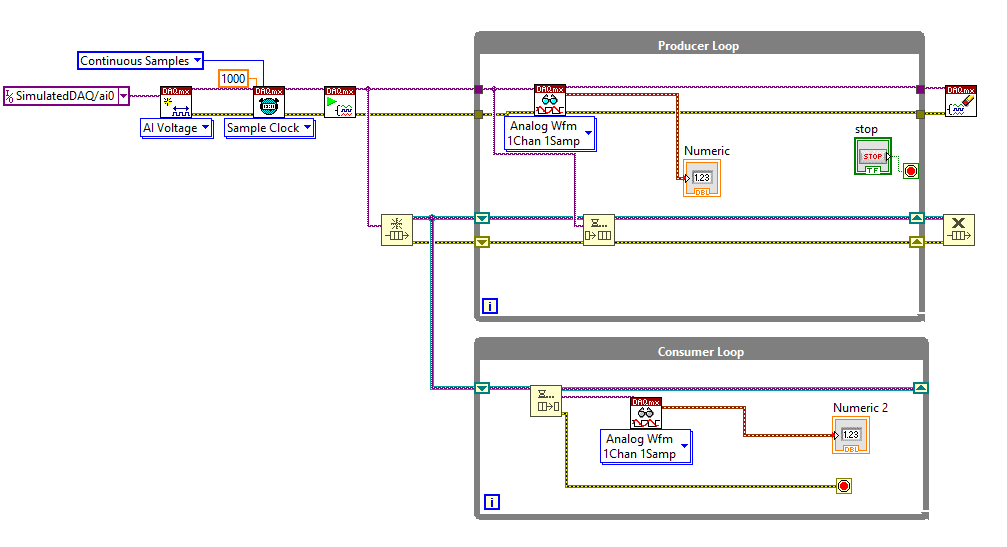 Producer Loop
Continuous Samples
1000
SimulatedDAQ/ai0
DAQmx
DAQmx
DAQmx
DAQmx
DAQmx
AI Voltage
Sample Clock
Analog Wfm
1Chan 1Samp
stop
STOP
TF
Numeric
1.23
DBL
i
Consumer Loop
DAQmx
Analog Wfm
1Chan 1Samp
Numeric 2
1.23
DBL
i